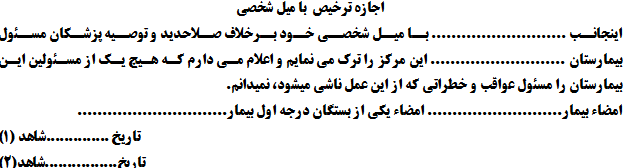 اجازه ترخیص با میل شخصی
اینجانب ........................... با میل شخصی خود برخلاف صلاحدید و توصیه پزشکان مسئول
بیمارستان ........................... این مرکز را ترک می نمایم و اعلام می دارم که هیچ یک از مسئولین این
بیمارستان را مسئول عواقب و خطراتی که از این عمل ناشی میشود، نمیدانم.
امضاء بیمار........................... امضاء یکی از بستگان درجه اول بیمار..............................
تاریخ ..............شاهد (۱)
تاریخ................شاهد(۲)